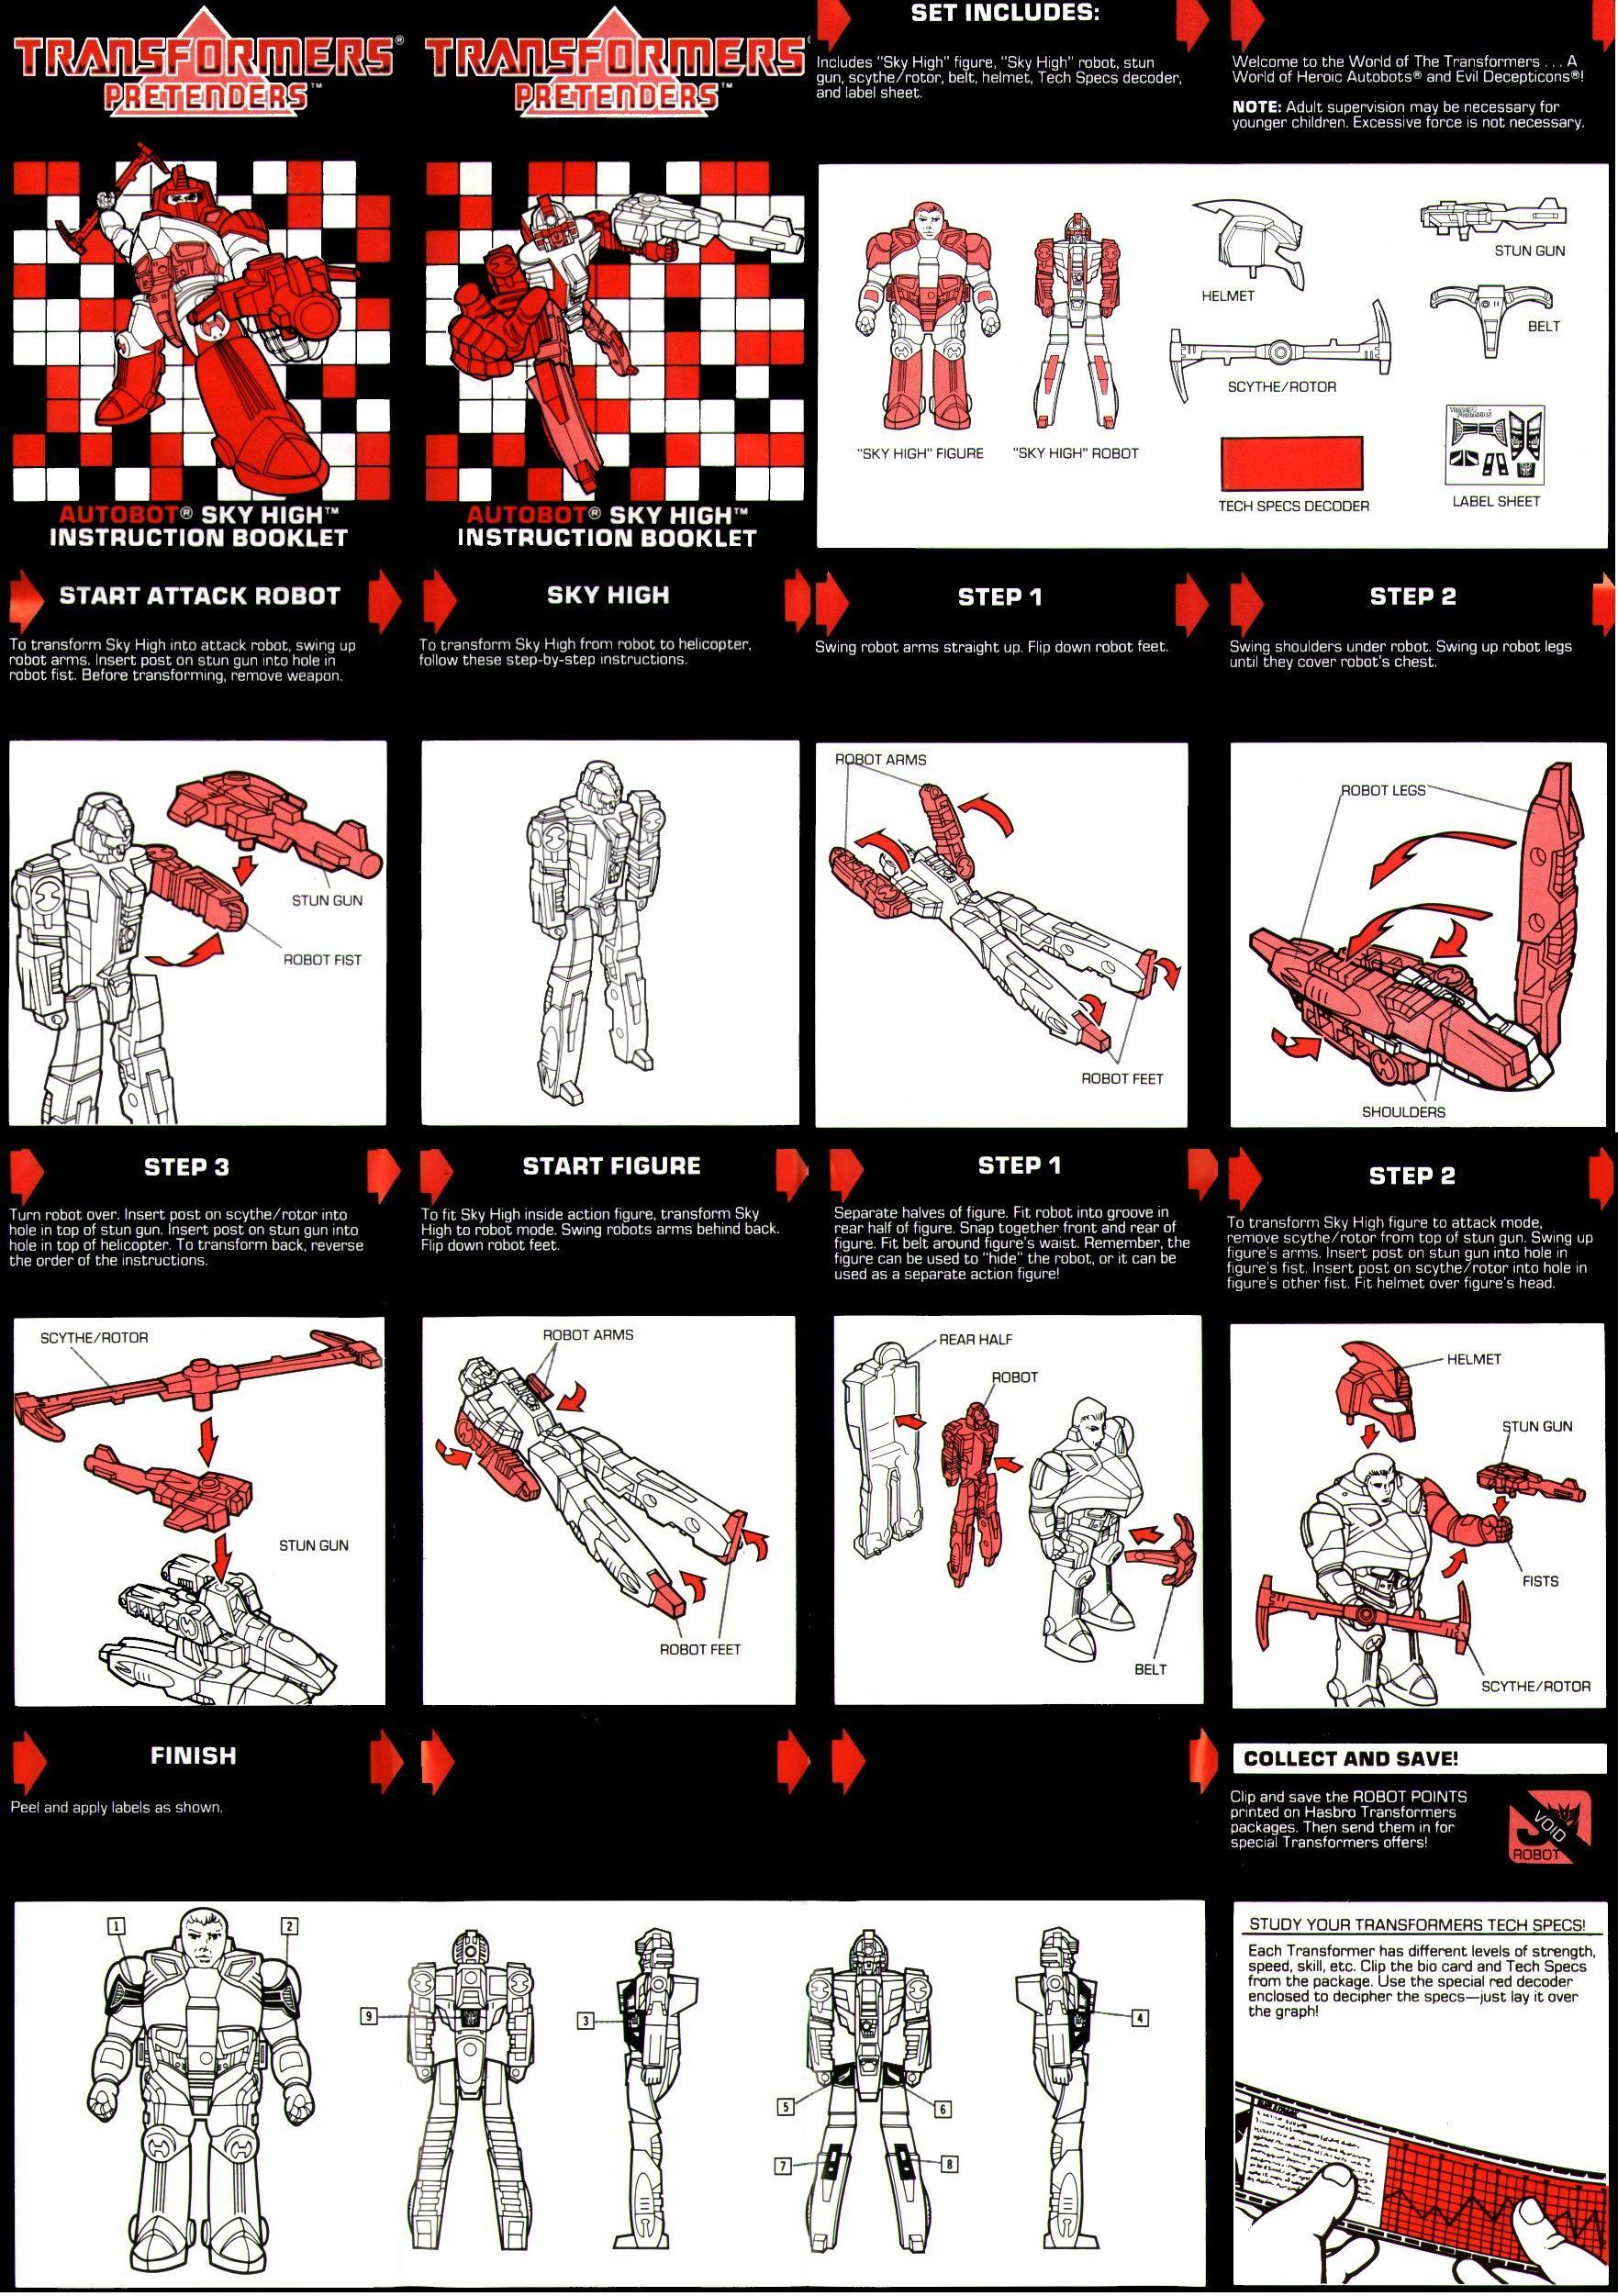 TRANSFORMERS®
PRETENDERS™
AUTOBOT® SKY HIGH™
INSTRUCTION BOOKLET
TRANSFORMERS
PRETENDERS™
AUTOBOT® SKY HIGH™
INSTRUCTION BOOKLET
SET INCLUDES:
Includes "Sky High" figure, "Sky High" robot, stun
gun, scythe/rotor, belt, helmet, Tech Specs decoder,
and label sheet.
Welcome to the World of The Transformers . . . A
World of Heroic Autobots® and Evil Decepticons®!
NOTE: Adult supervision may be necessary for
younger children. Excessive force is not necessary.
"SKY HIGH" FIGURE
"SKY HIGH" ROBOT
HELMET
STUN GUN
BELT
SCYTHE/ROTOR
TECH SPECS DECODER
LABEL SHEET
START ATTACK ROBOT
To transform Sky High into attack robot, swing up
robot arms. Insert post on stun gun into hole in
robot fist. Before transforming, remove weapon.
STUN GUN
ROBOT FIST
SKY HIGH
To transform Sky High from robot to helicopter,
follow these step-by-step instructions.
STEP 1
Swing robot arms straight up. Flip down robot feet.
ROBOT ARMS
ROBOT FEET
STEP 2
Swing shoulders under robot. Swing up robot legs
until they cover robot's chest.
ROBOT LEGS
SHOULDERS
STEP 3
Turn robot over. Insert post on scythe/rotor into
hole in top of stun gun. Insert post on stun gun into
hole in top of helicopter. To transform back, reverse
the order of the instructions.
SCYTHE/ROTOR
STUN GUN
START FIGURE
To fit Sky High inside action figure, transform Sky
High to robot mode. Swing robots arms behind back.
Flip down robot feet.
ROBOT ARMS
ROBOT FEET
STEP 1
Separate halves of figure. Fit robot into groove in
rear half of figure. Snap together front and rear of
figure. Fit belt around figure's waist. Remember, the
figure can be used to "hide" the robot, or it can be
used as a separate action figure!
REAR HALF
ROBOT
BELT
STEP 2
To transform Sky High figure to attack mode,
remove scythe/rotor from top of stun gun. Swing up
figure's arms. Insert post on stun gun into hole in
figure's fist. Insert post on scythe/rotor into hole in
figure's other fist. Fit helmet over figure's head.
HELMET
STUN GUN
FISTS
SCYTHE/ROTOR
FINISH
Peel and apply labels as shown.
1
2
9
3
4
5
6
7
8
COLLECT AND SAVE!
Clip and save the ROBOT POINTS
printed on Hasbro Transformers
packages. Then send them in for
special Transformers offers!
VOID
ROBOT
STUDY YOUR TRANSFORMERS TECH SPECS!
Each Transformer has different levels of strength,
speed, skill, etc. Clip the bio card and Tech Specs
from the package. Use the special red decoder
enclosed to decipher the specs—just lay it over
the graph!